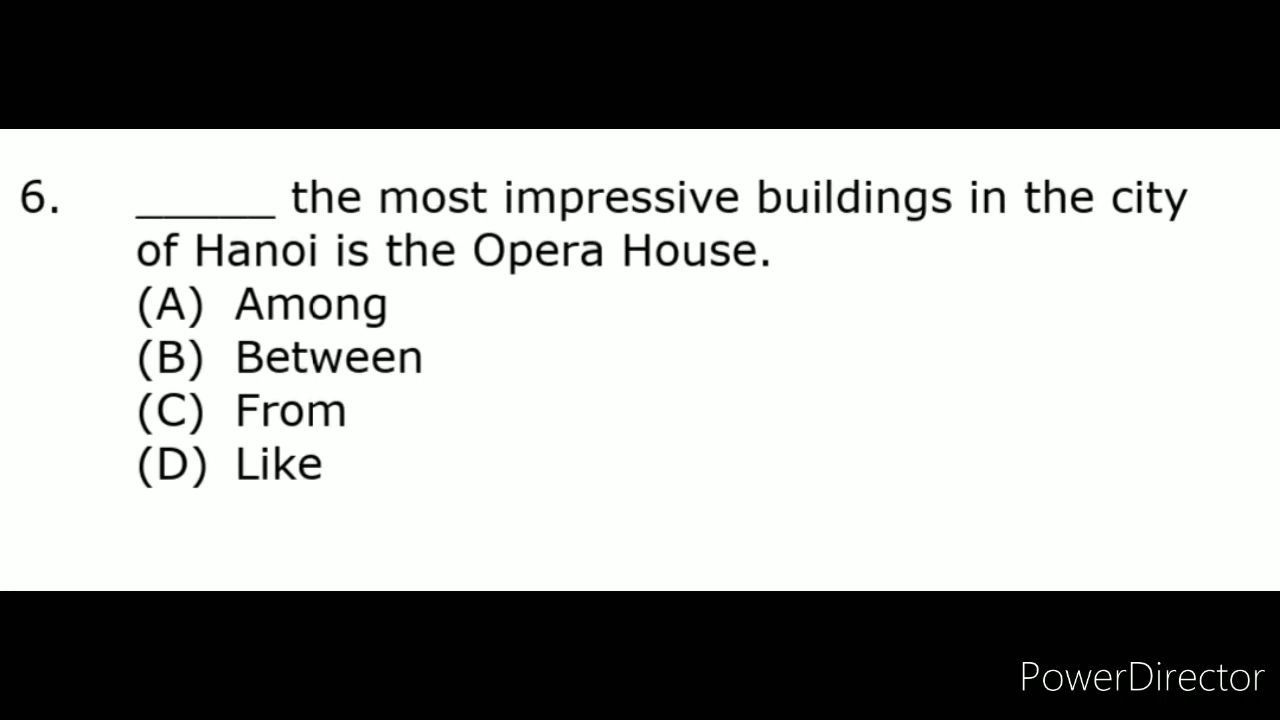 6. _____ the most impressive buildings in the city
of Hanoi is the Opera House.
(A) Among
(B) Between
(C) From
(D) Like
PowerDirector